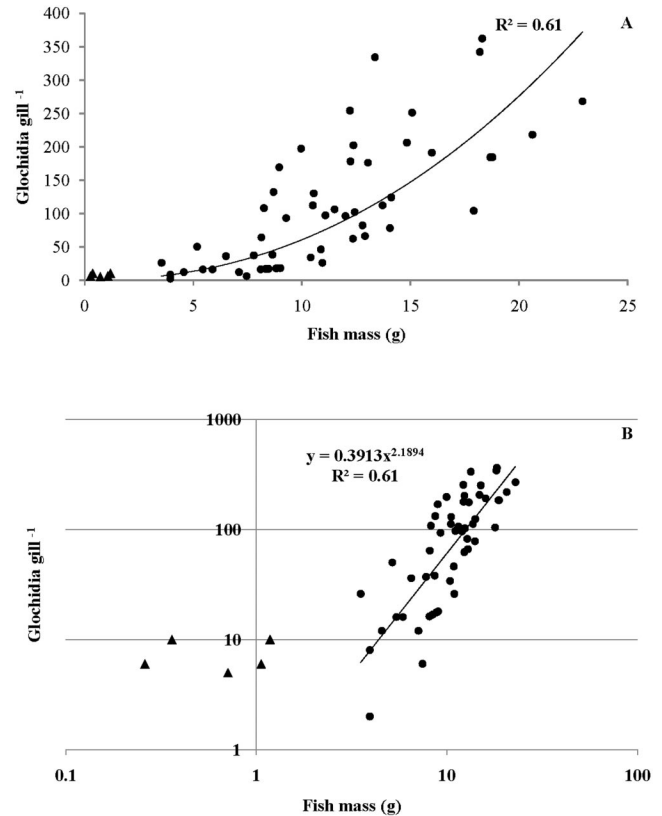 400
350
300
250
200
150
100
50
0
Glochidia gill ⁻¹
R² = 0.61
A
0 5 10 15 20 25
Fish mass (g)
1000
100
10
1
Glochidia gill ⁻¹
B
y = 0.3913x^2.1894
R² = 0.61
0.1 1 10 100
Fish mass (g)